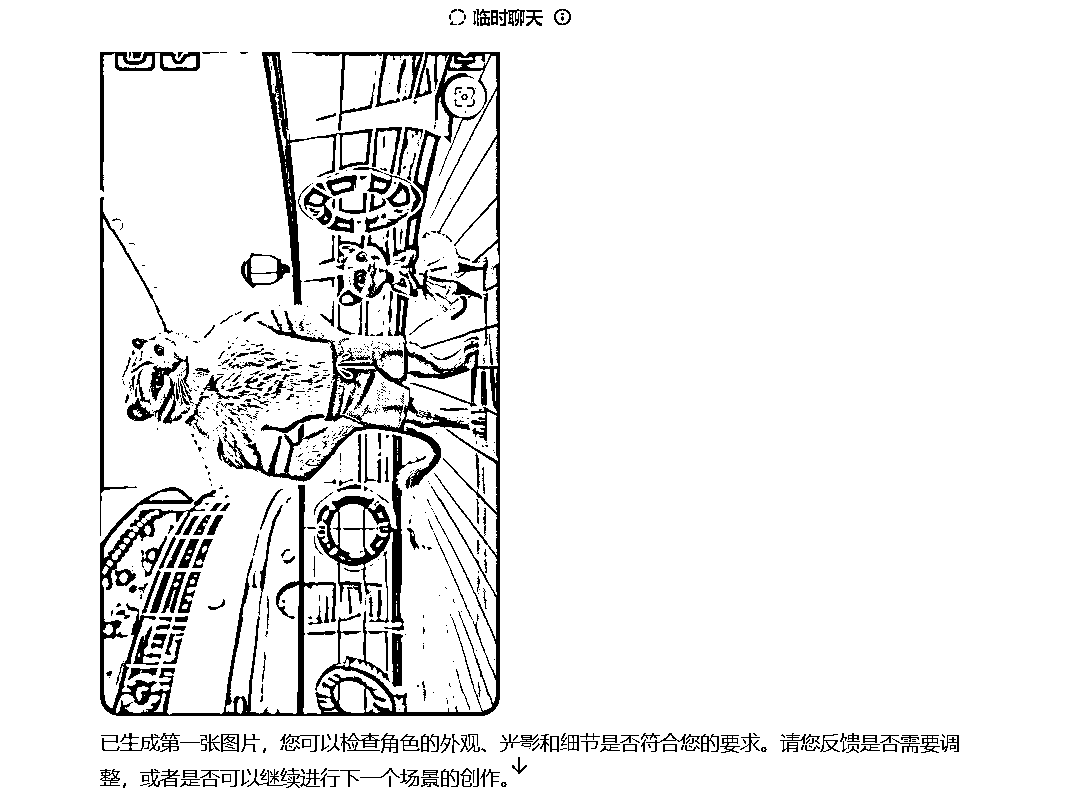 临时聊天
已生成第一张图片，您可以检查角色的外观、光影和细节是否符合您的要求。请您反馈是否需要调
整，或者是否可以继续进行下一个场景的创作。